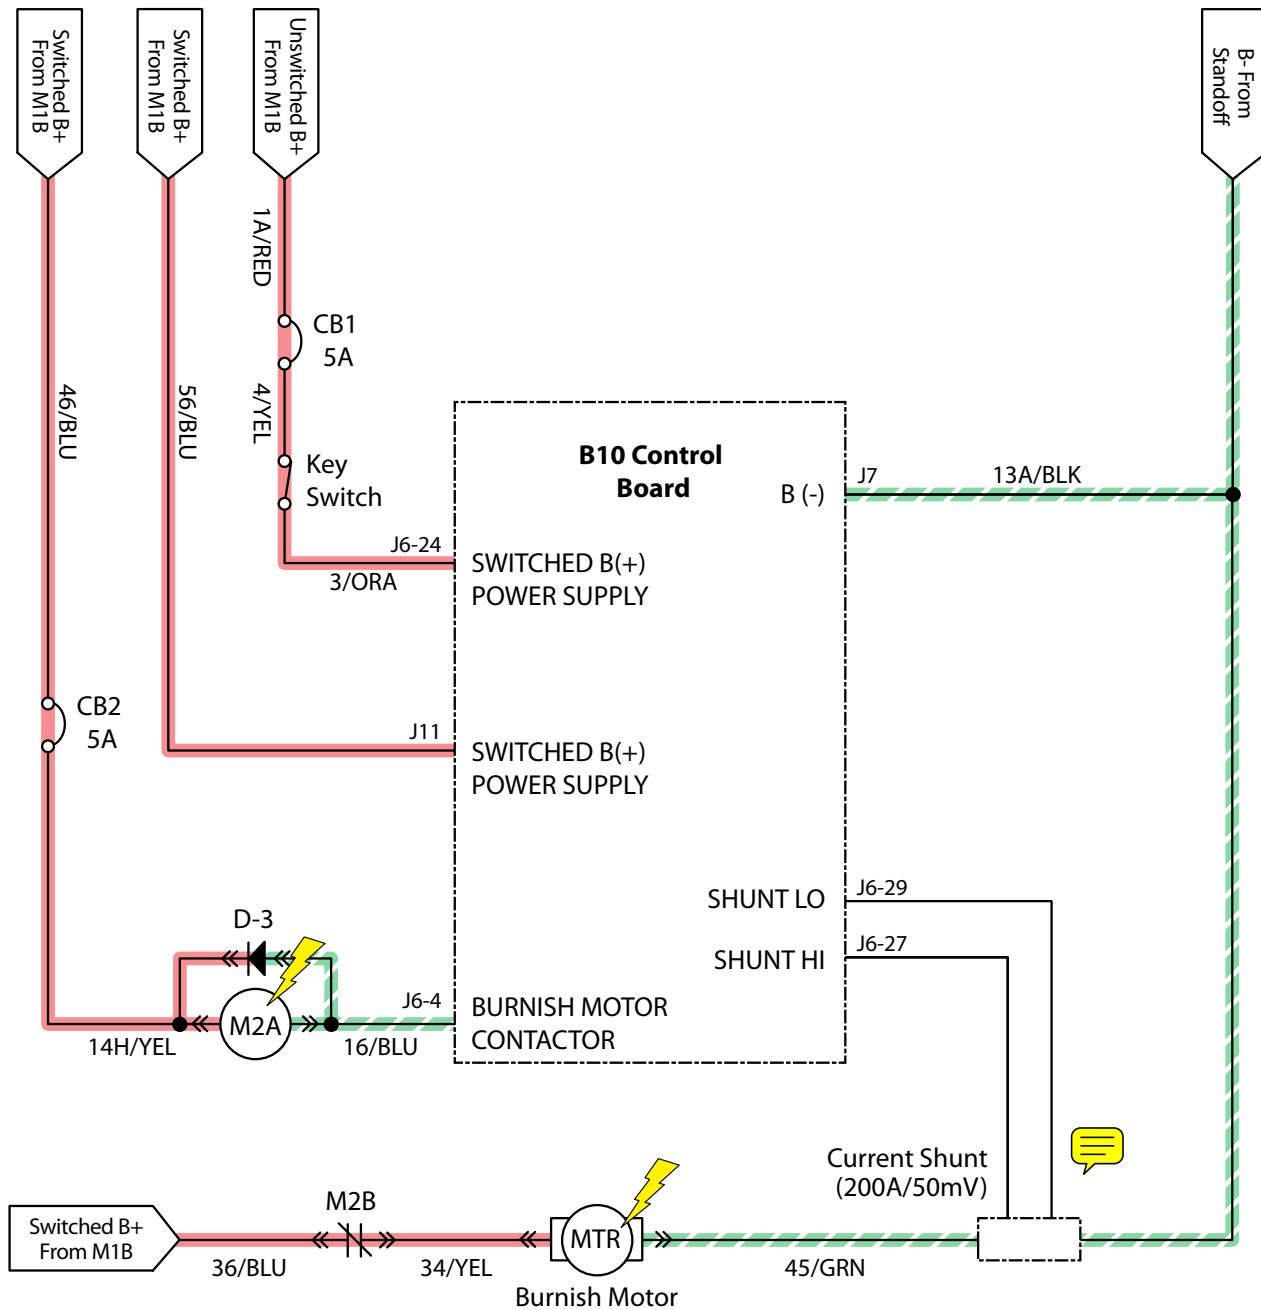 Switched B+
From M1B
Switched B+
From M1B
Unswitched B+
From M1B
B- From
Standoff
1A/RED
CB1
5A
46/BLU
56/BLU
4/YEL
Key
Switch
B10 Control
Board
J7
13A/BLK
B (-)
J6-24
3/ORA
SWITCHED B(+)
POWER SUPPLY
CB2
5A
J11
SWITCHED B(+)
POWER SUPPLY
SHUNT LO
J6-29
SHUNT HI
J6-27
D-3
M2A
14H/YEL
16/BLU
J6-4
BURNISH MOTOR
CONTACTOR
Current Shunt
(200A/50mV)
Switched B+
From M1B
M2B
36/BLU
34/YEL
MTR
45/GRN
Burnish Motor